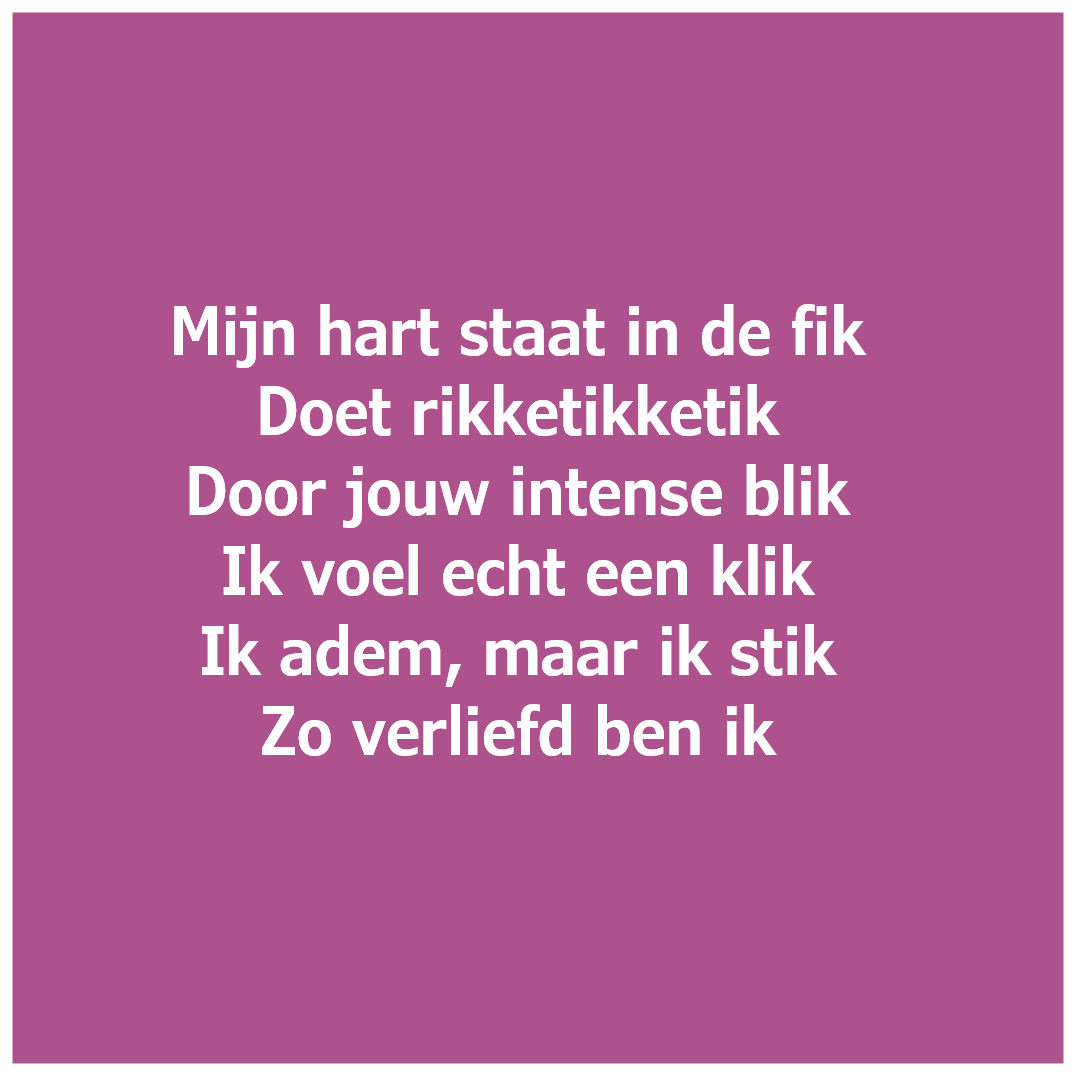 Mijn hart staat in de fik
Doet rikketikketik
Door jouw intense blik
Ik voel echt een klik
Ik adem, maar ik stik
Zo verliefd ben ik